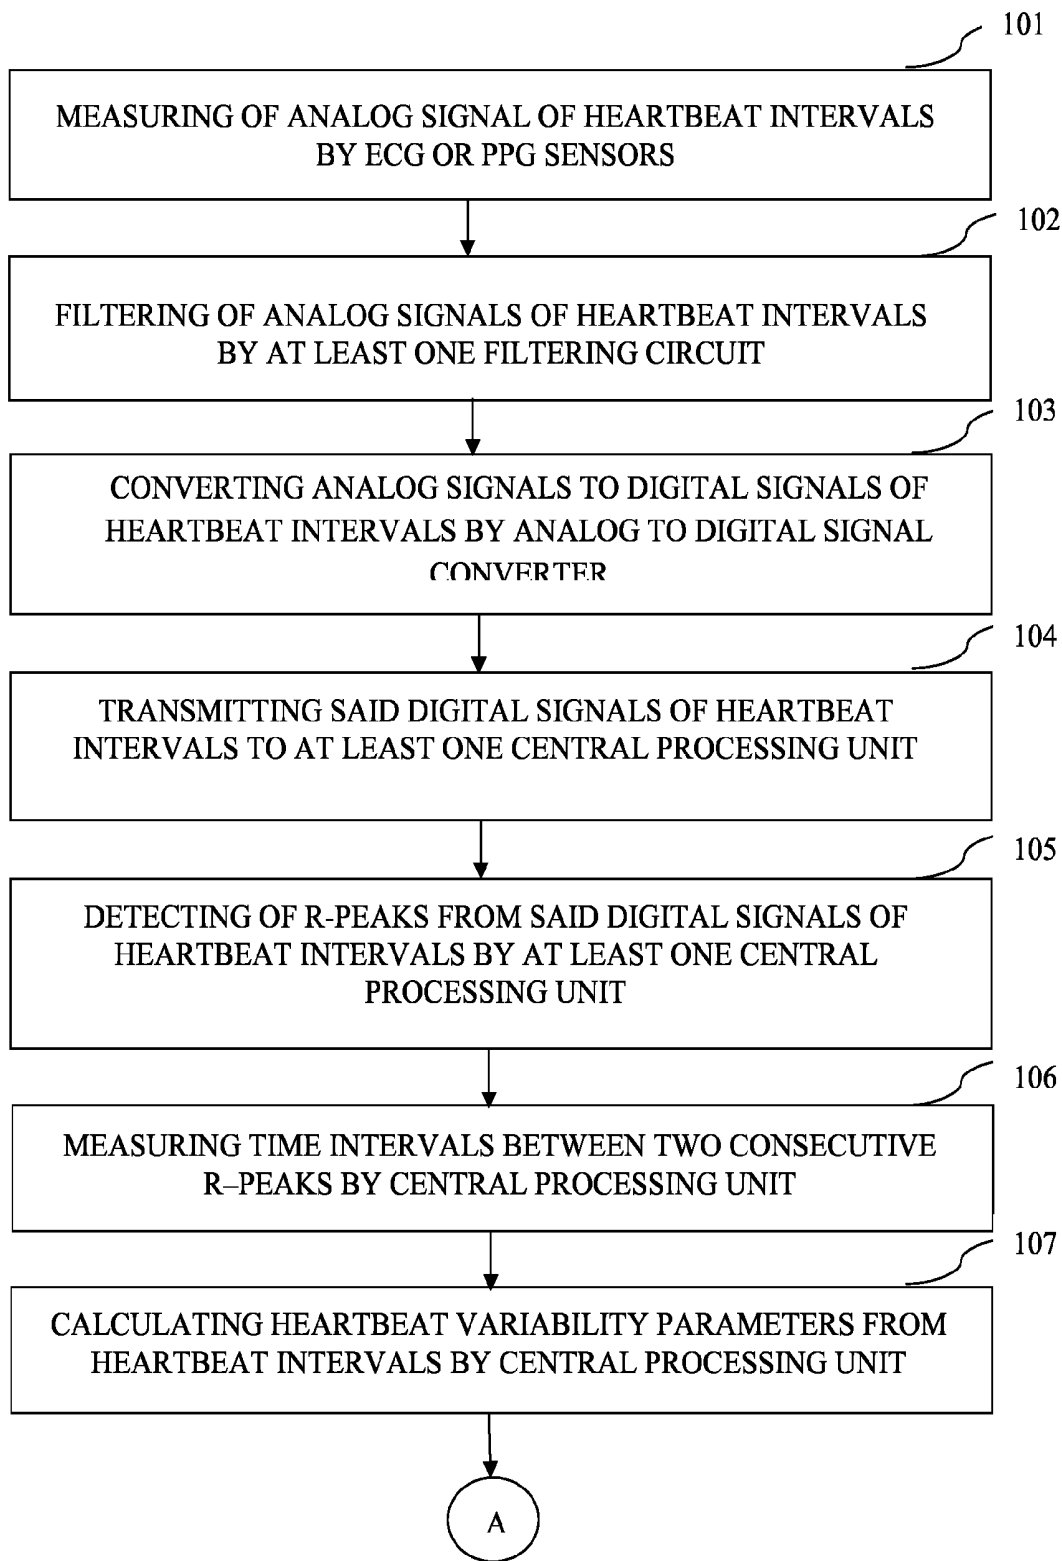 101
MEASURING OF ANALOG SIGNAL OF HEARTBEAT INTERVALS
BY ECG OR PPG SENSORS
102
FILTERING OF ANALOG SIGNALS OF HEARTBEAT INTERVALS
BY AT LEAST ONE FILTERING CIRCUIT
103
CONVERTING ANALOG SIGNALS TO DIGITAL SIGNALS OF
HEARTBEAT INTERVALS BY ANALOG TO DIGITAL SIGNAL
CONVERTER
104
TRANSMITTING SAID DIGITAL SIGNALS OF HEARTBEAT
INTERVALS TO AT LEAST ONE CENTRAL PROCESSING UNIT
105
DETECTING OF R-PEAKS FROM SAID DIGITAL SIGNALS OF
HEARTBEAT INTERVALS BY AT LEAST ONE CENTRAL
PROCESSING UNIT
106
MEASURING TIME INTERVALS BETWEEN TWO CONSECUTIVE
R–PEAKS BY CENTRAL PROCESSING UNIT
107
CALCULATING HEARTBEAT VARIABILITY PARAMETERS FROM
HEARTBEAT INTERVALS BY CENTRAL PROCESSING UNIT
A